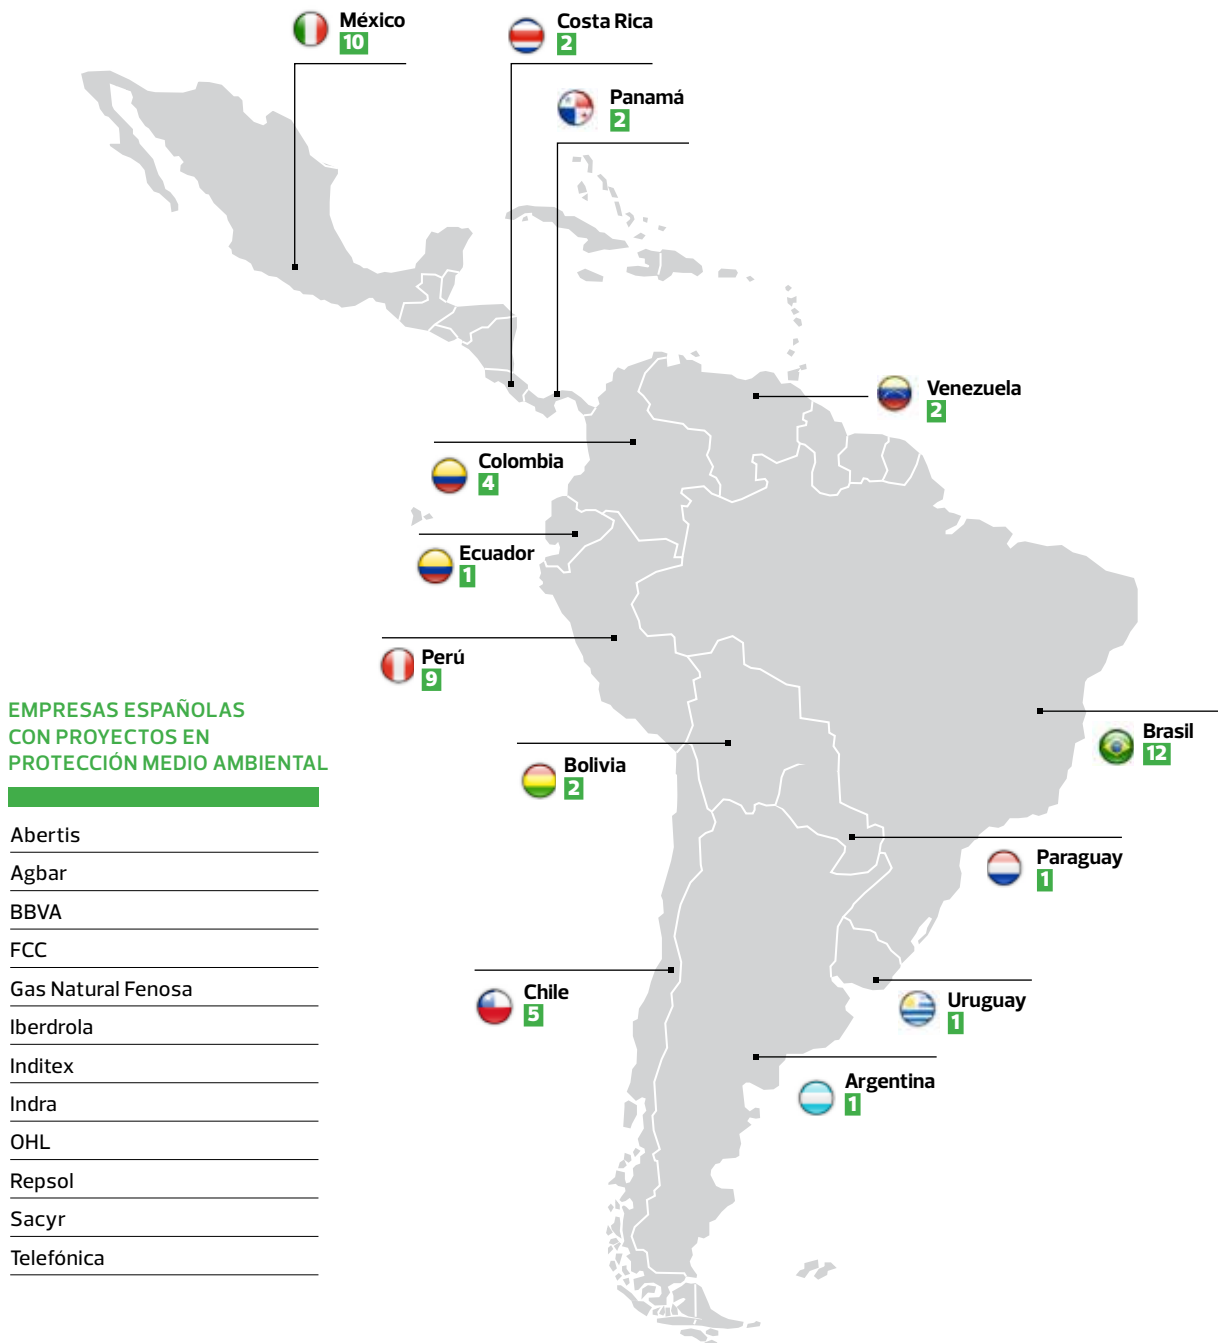 México
10
Costa Rica
2
Panamá
2
Venezuela
2
Colombia
4
Ecuador
1
Perú
9
EMPRESAS ESPAÑOLAS
CON PROYECTOS EN
PROTECCIÓN MEDIO AMBIENTAL
Abertis
Agbar
BBVA
FCC
Gas Natural Fenosa
Iberdrola
Inditex
Indra
OHL
Repsol
Sacyr
Telefónica
Brasil
12
Bolivia
2
Paraguay
1
Chile
5
Uruguay
1
Argentina
1